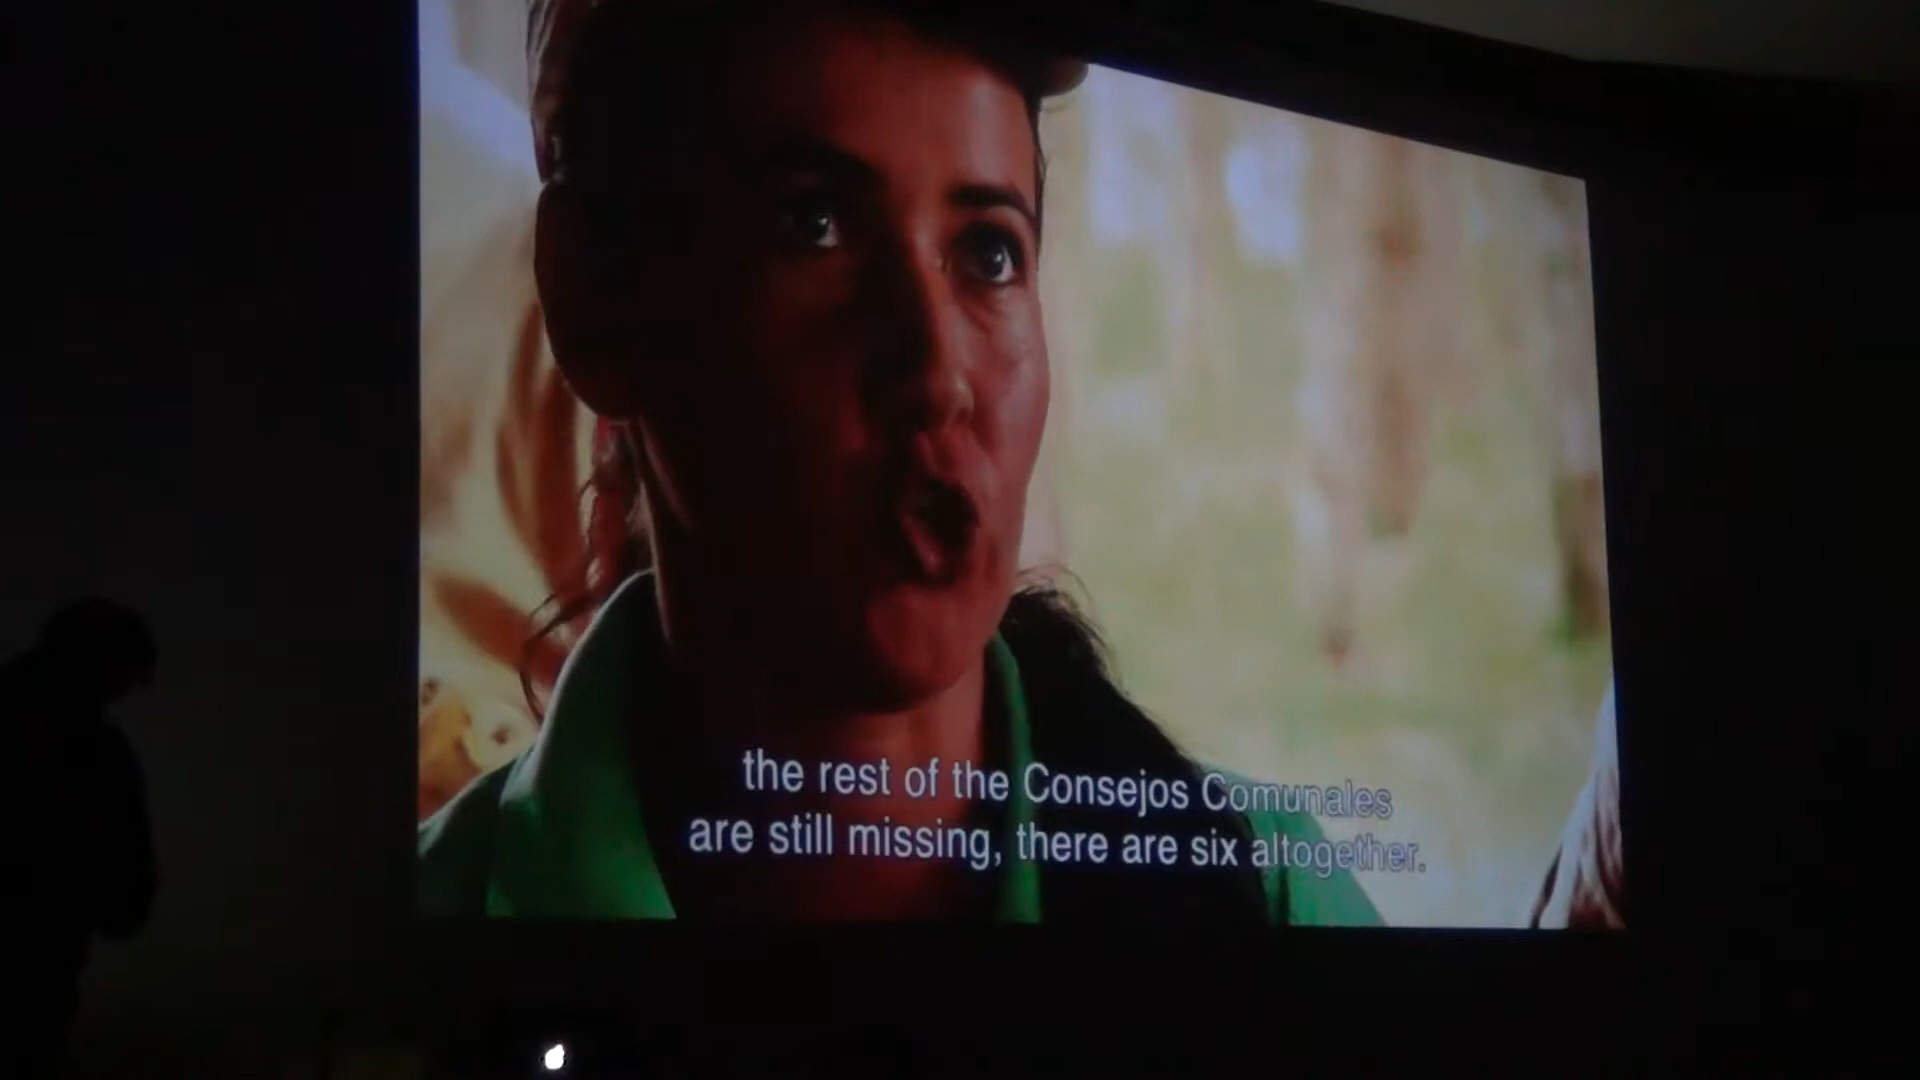 the rest of the Consejos Comunales
are still missing, there are six altogether.